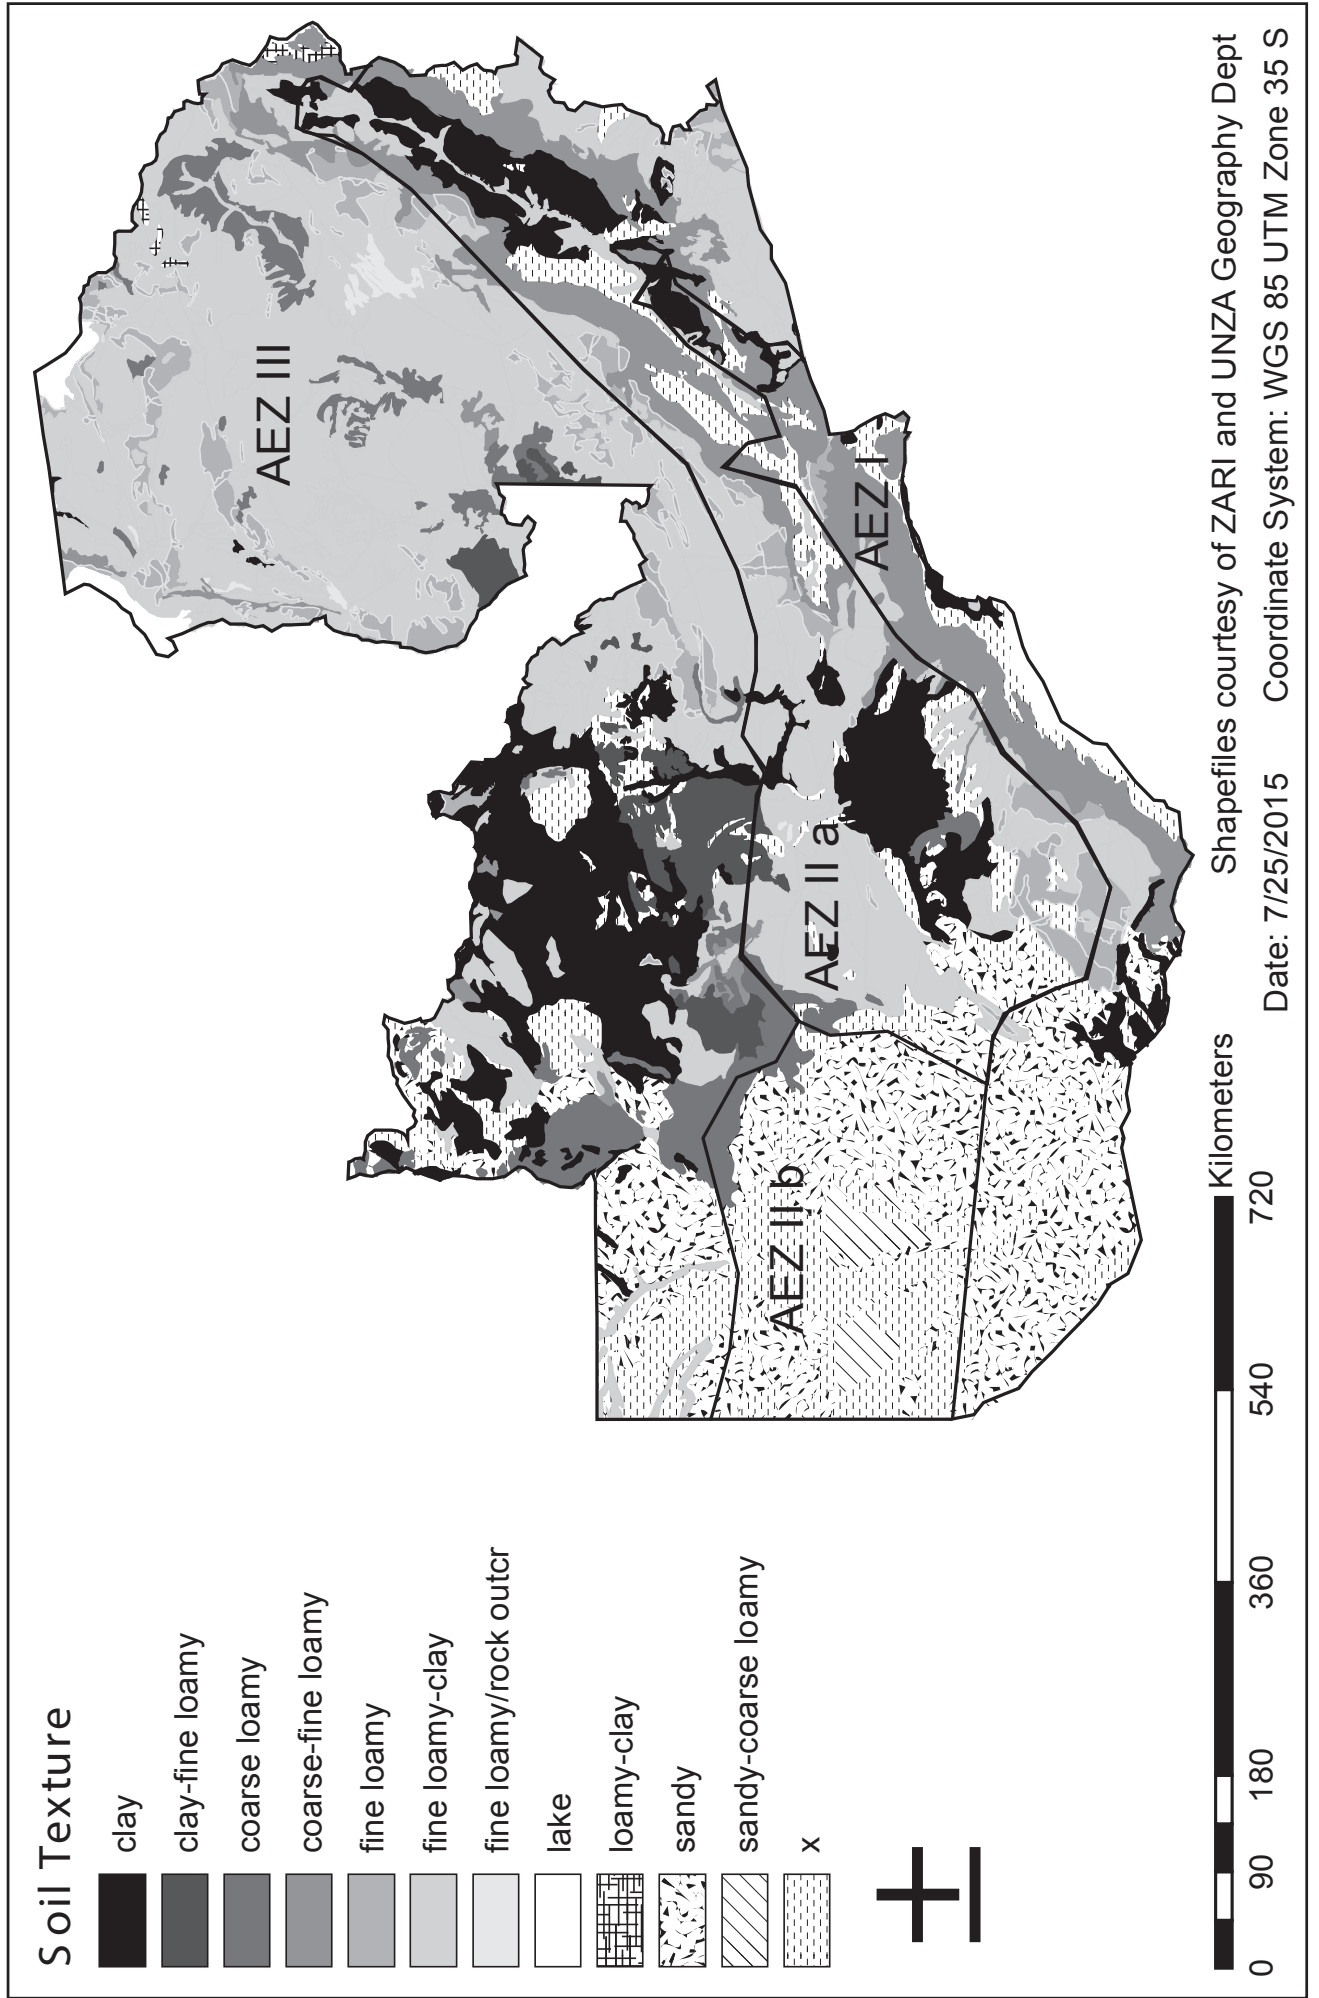 Soil Texture
clay
clay-fine loamy
coarse loamy
coarse-fine loamy
fine loamy
fine loamy-clay
fine loamy/rock outcr
lake
loamy-clay
sandy
sandy-coarse loamy
x
AEZ III
AEZ II a
AEZ II b
AEZ I
0 90 180 360 540 720
Kilometers
Shapefiles courtesy of ZARI and UNZA Geography Dept
Date: 7/25/2015 Coordinate System: WGS 85 UTM Zone 35 S